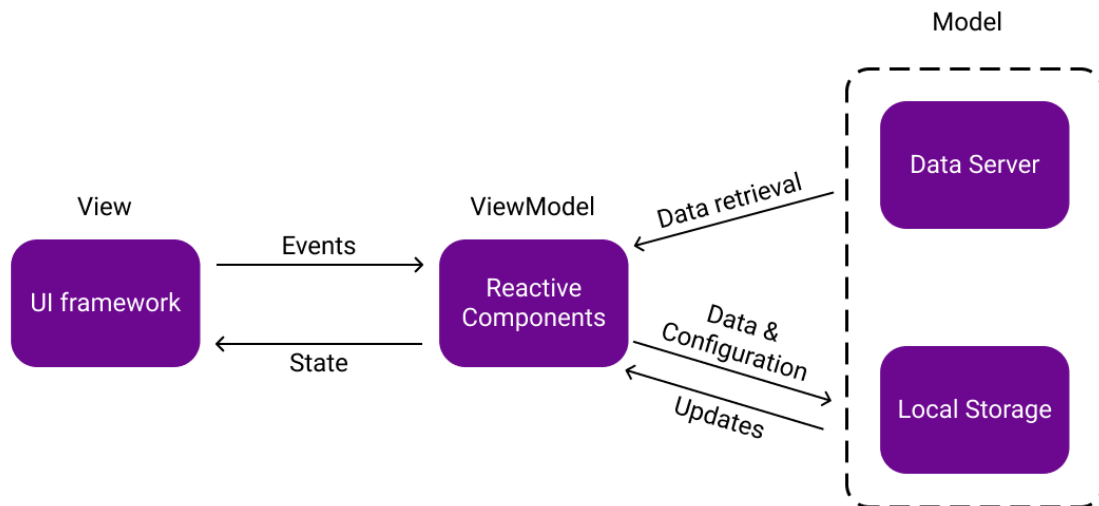 Model
Data Server
Data retrieval
View
ViewModel
Events
UI framework
Reactive
Components
State
Data &
Configuration
Updates
Local Storage